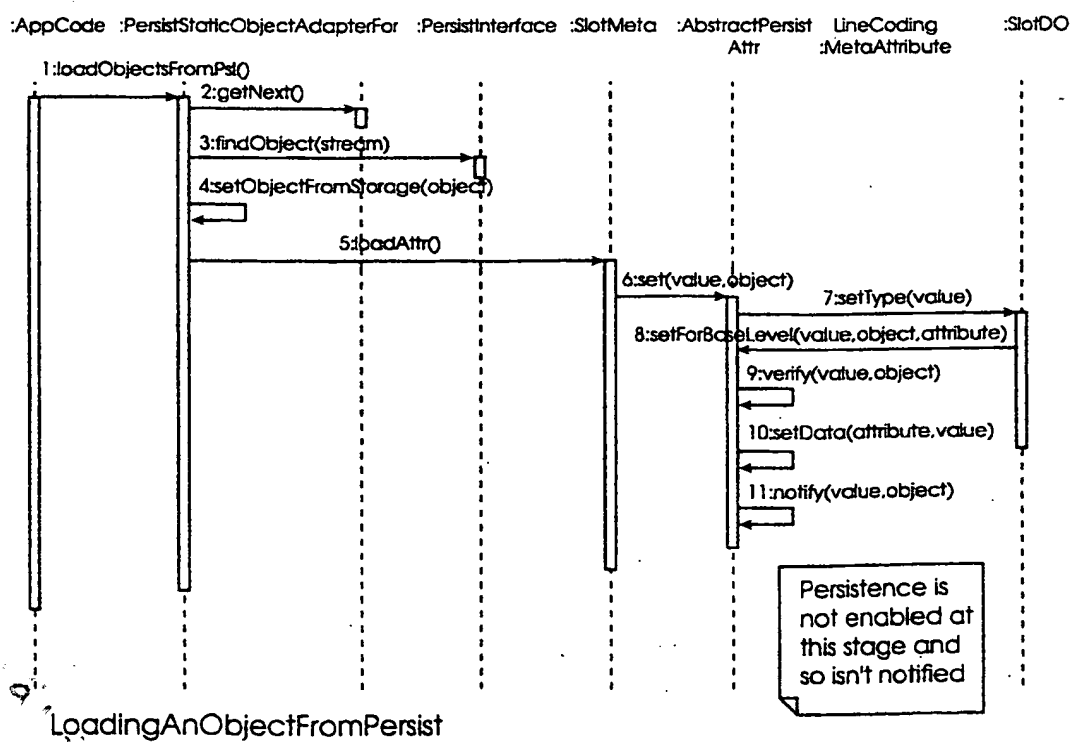 :AppCode :PersistStaticObjectAdapterFor :PersistInterface :SlotMeta :AbstractPersist Attr LineCoding :MetaAttribute :SlotDO
1:loadObjectsFromPsl()
2:getNext()
3:findObject(stream)
4:setObjectFromStorage(object)
5:loadAttr()
6:set(value,object)
7:setType(value)
8:setForBaseLevel(value,object,attribute)
9:verify(value,object)
10:setData(attribute,value)
11:notify(value,object)
Persistence is
not enabled at
this stage and
so isn't notified
LoadingAnObjectFromPersist